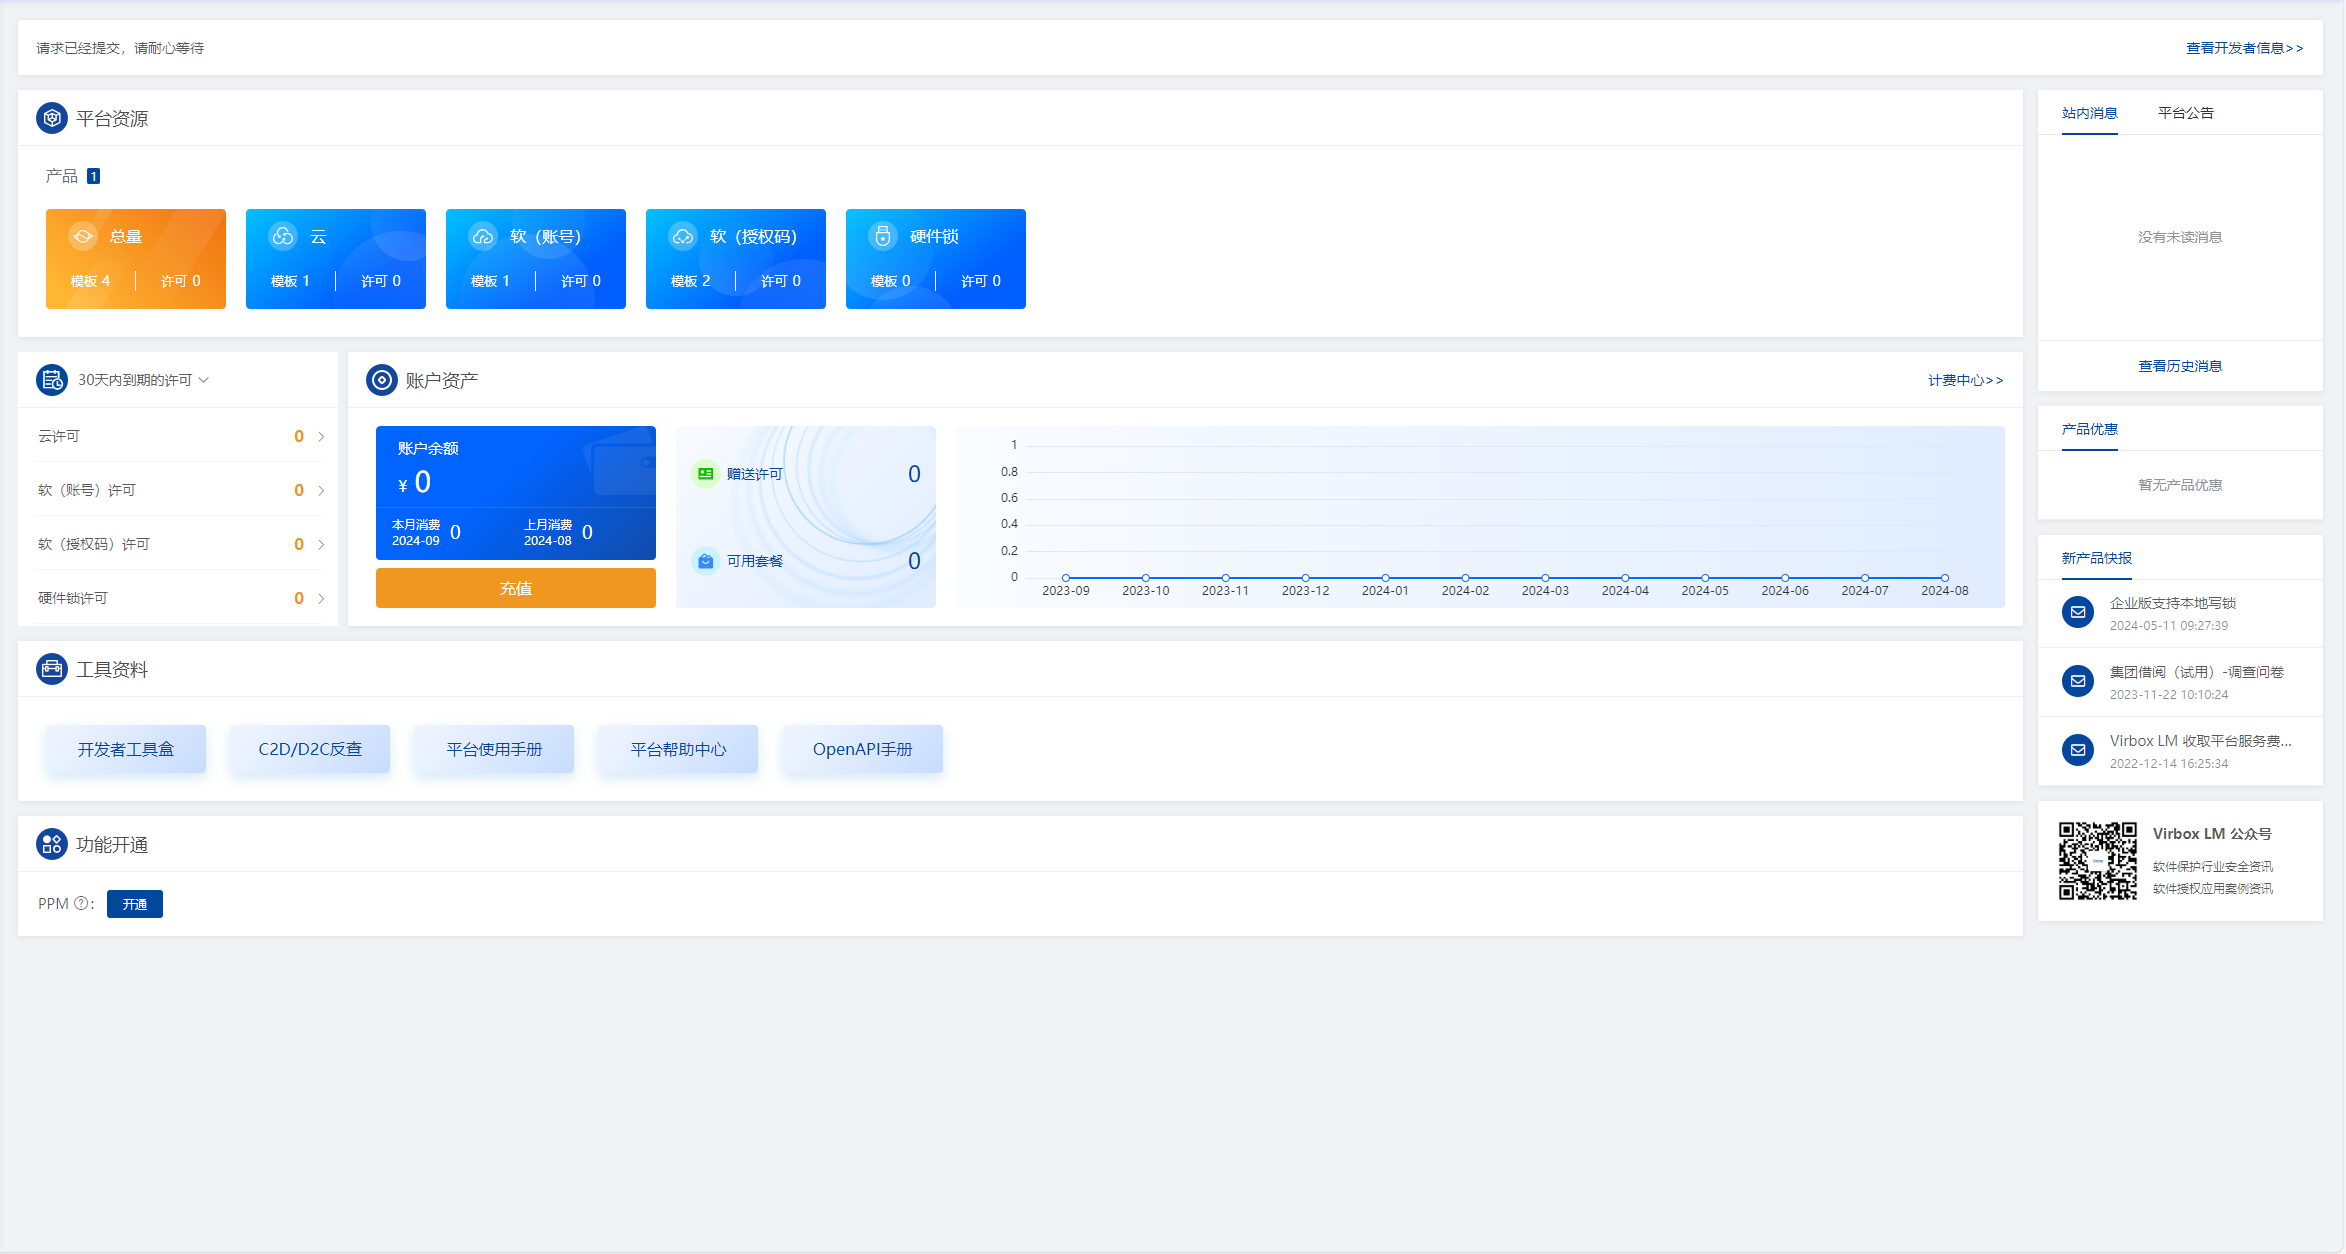 请求已经提交，请耐心等待
查看开发者信息>>
平台资源
产品 1
总量
模板 4 许可 0
云
模板 1 许可 0
软（账号）
模板 1 许可 0
软（授权码）
模板 2 许可 0
硬件锁
模板 0 许可 0
30天内到期的许可
云许可 0
软（账号）许可 0
软（授权码）许可 0
硬件锁许可 0
账户资产
计费中心>>
账户余额
¥ 0
本月消费
2024-09
0
上月消费
2024-08
0
充值
赠送许可 0
可用套餐 0
1
0.8
0.6
0.4
0.2
0
2023-09 2023-10 2023-11 2023-12 2024-01 2024-02 2024-03 2024-04 2024-05 2024-06 2024-07 2024-08
工具资料
开发者工具盒 C2D/D2C反查 平台使用手册 平台帮助中心 OpenAPI手册
功能开通
PPM ?： 开通
站内消息 平台公告
没有未读消息
查看历史消息
产品优惠
暂无产品优惠
新产品快报
企业版支持本地写锁
2024-05-11 09:27:39
集团借阅（试用）-调查问卷
2023-11-22 10:10:24
Virbox LM 收取平台服务费...
2022-12-14 16:25:34
Virbox LM 公众号
软件保护行业安全资讯
软件授权应用案例资讯